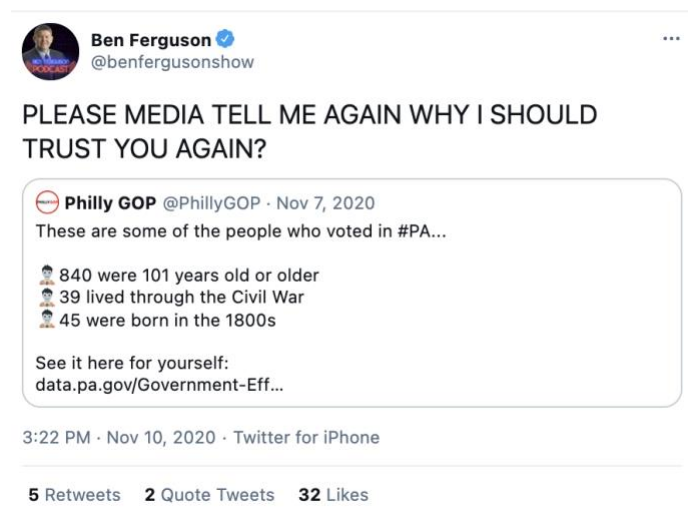 Ben Ferguson
@benfergusonshow
PLEASE MEDIA TELL ME AGAIN WHY I SHOULD
TRUST YOU AGAIN?
Philly GOP @PhillyGOP · Nov 7, 2020
These are some of the people who voted in #PA...
840 were 101 years old or older
39 lived through the Civil War
45 were born in the 1800s
See it here for yourself:
data.pa.gov/Government-Eff...
3:22 PM · Nov 10, 2020 · Twitter for iPhone
5 Retweets 2 Quote Tweets 32 Likes